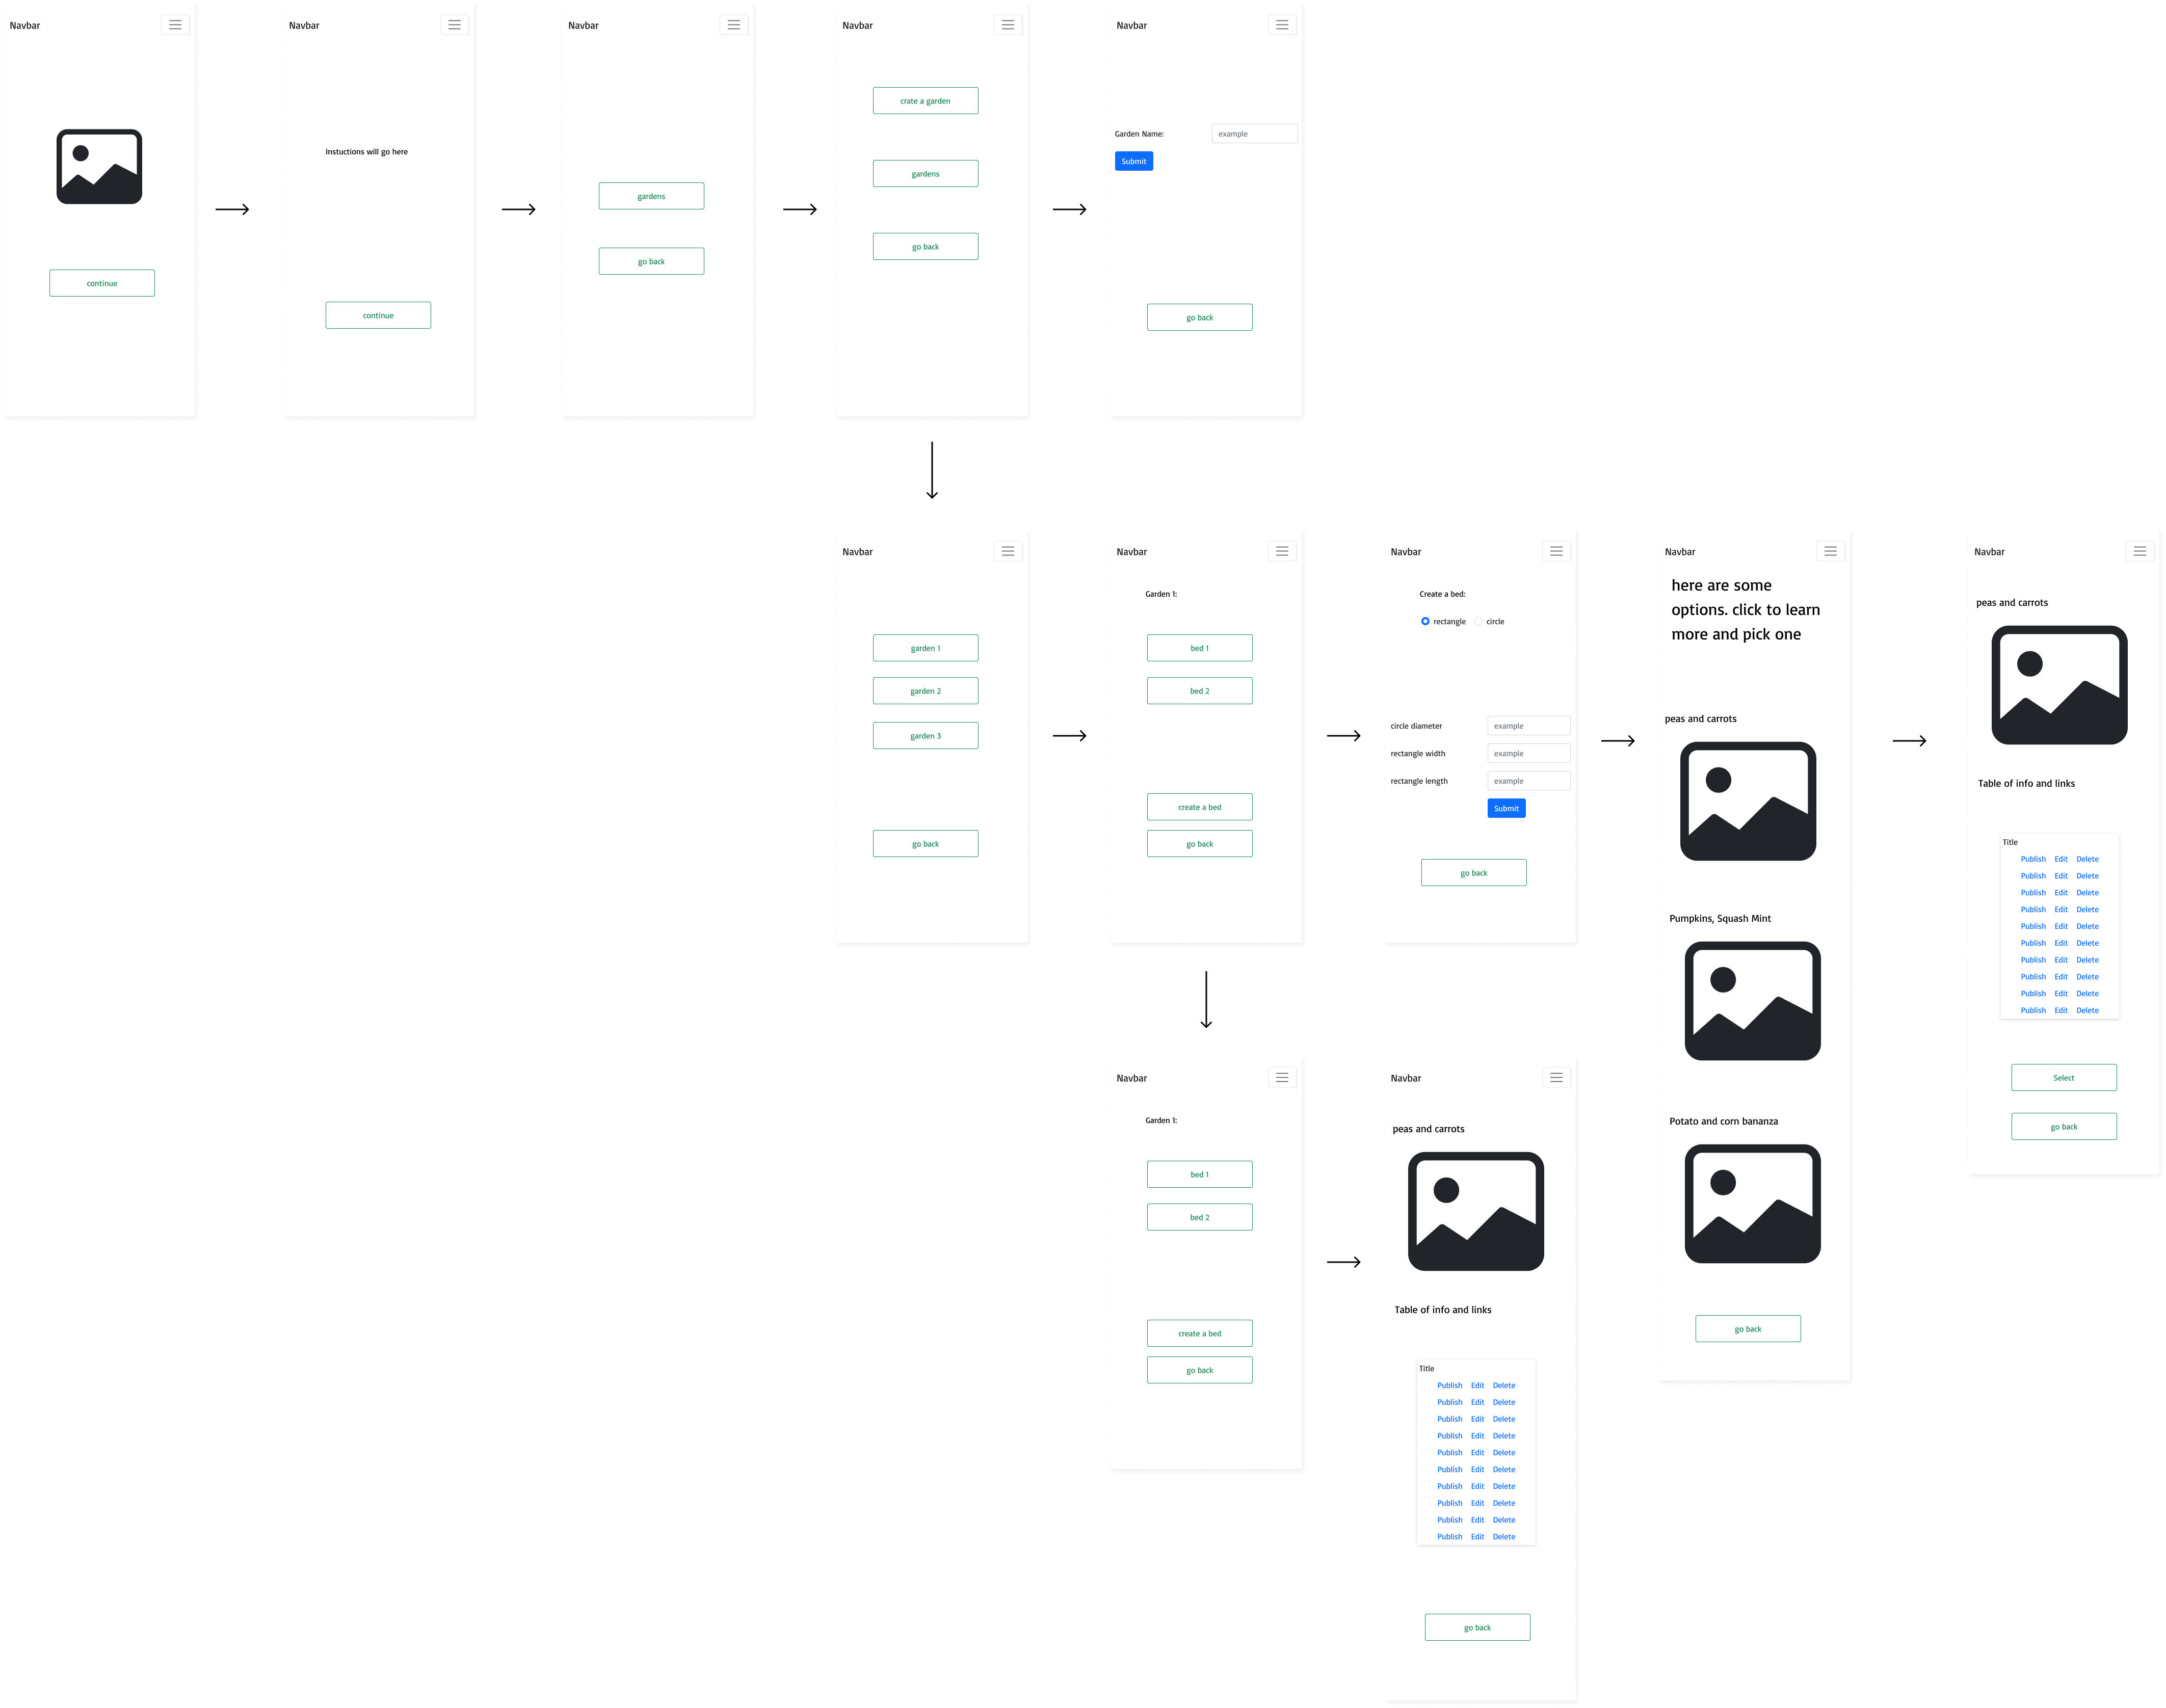 Navbar
continue
Navbar
Instuctions will go here
continue
Navbar
gardens
go back
Navbar
crate a garden
gardens
go back
Navbar
Garden Name:
example
Submit
go back
Navbar
garden 1
garden 2
garden 3
go back
Navbar
Garden 1:
bed 1
bed 2
create a bed
go back
Navbar
Create a bed:
rectangle circle
circle diameter example
rectangle width example
rectangle length example
Submit
go back
Navbar
here are some
options. click to learn
more and pick one
peas and carrots
Pumpkins, Squash Mint
Potato and corn bananza
go back
Navbar
peas and carrots
Table of info and links
Title
Publish Edit Delete
Publish Edit Delete
Publish Edit Delete
Publish Edit Delete
Publish Edit Delete
Publish Edit Delete
Publish Edit Delete
Publish Edit Delete
Publish Edit Delete
Publish Edit Delete
Select
go back
Navbar
Garden 1:
bed 1
bed 2
create a bed
go back
Navbar
peas and carrots
Table of info and links
Title
Publish Edit Delete
Publish Edit Delete
Publish Edit Delete
Publish Edit Delete
Publish Edit Delete
Publish Edit Delete
Publish Edit Delete
Publish Edit Delete
Publish Edit Delete
Publish Edit Delete
go back